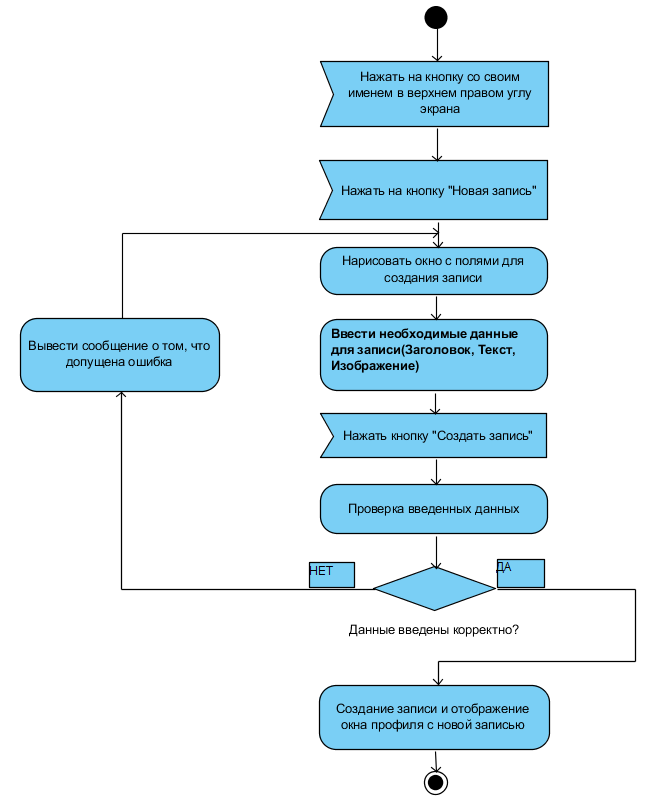 Нажать на кнопку со своим
именем в верхнем правом углу
экрана
Нажать на кнопку "Новая запись"
Нарисовать окно с полями для
создания записи
Вывести сообщение о том, что
допущена ошибка
Ввести необходимые данные
для записи(Заголовок, Текст,
Изображение)
Нажать кнопку "Создать запись"
Проверка введенных данных
НЕТ
ДА
Данные введены корректно?
Создание записи и отображение
окна профиля с новой записью